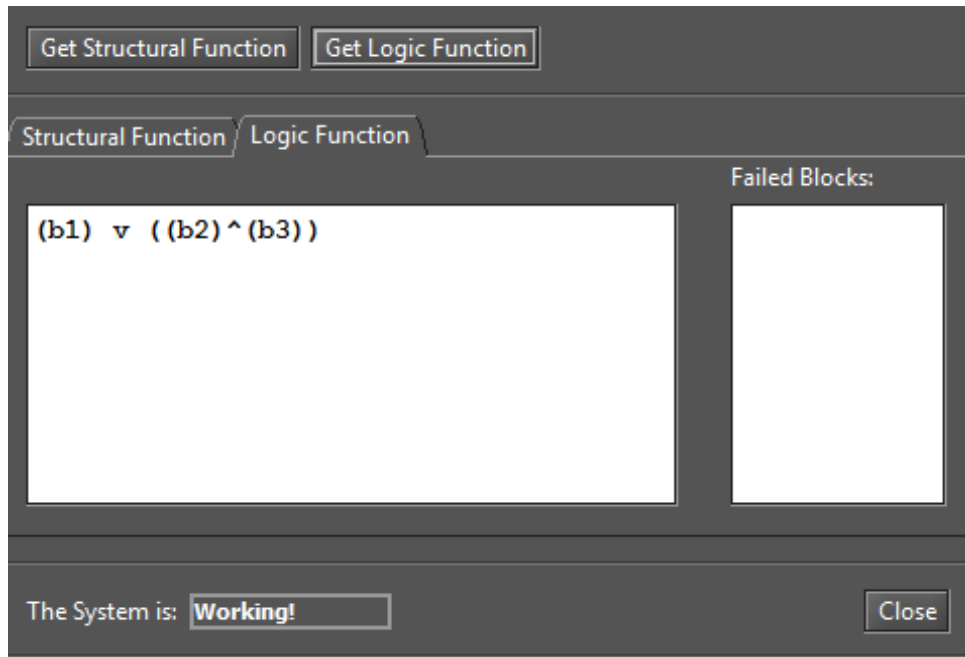 Get Structural Function Get Logic Function
Structural Function Logic Function
Failed Blocks:
(b1) v ((b2)^(b3))
The System is: Working! Close